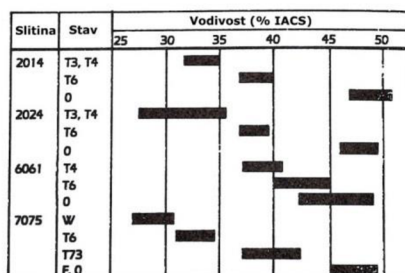 Slitina Stav Vodivost (% IACS)
25 30 35 40 45 50
2014 T3, T4
T6
0
2024 T3, T4
T6
0
6061 T4
T6
0
7075 W
T6
T73
F, 0